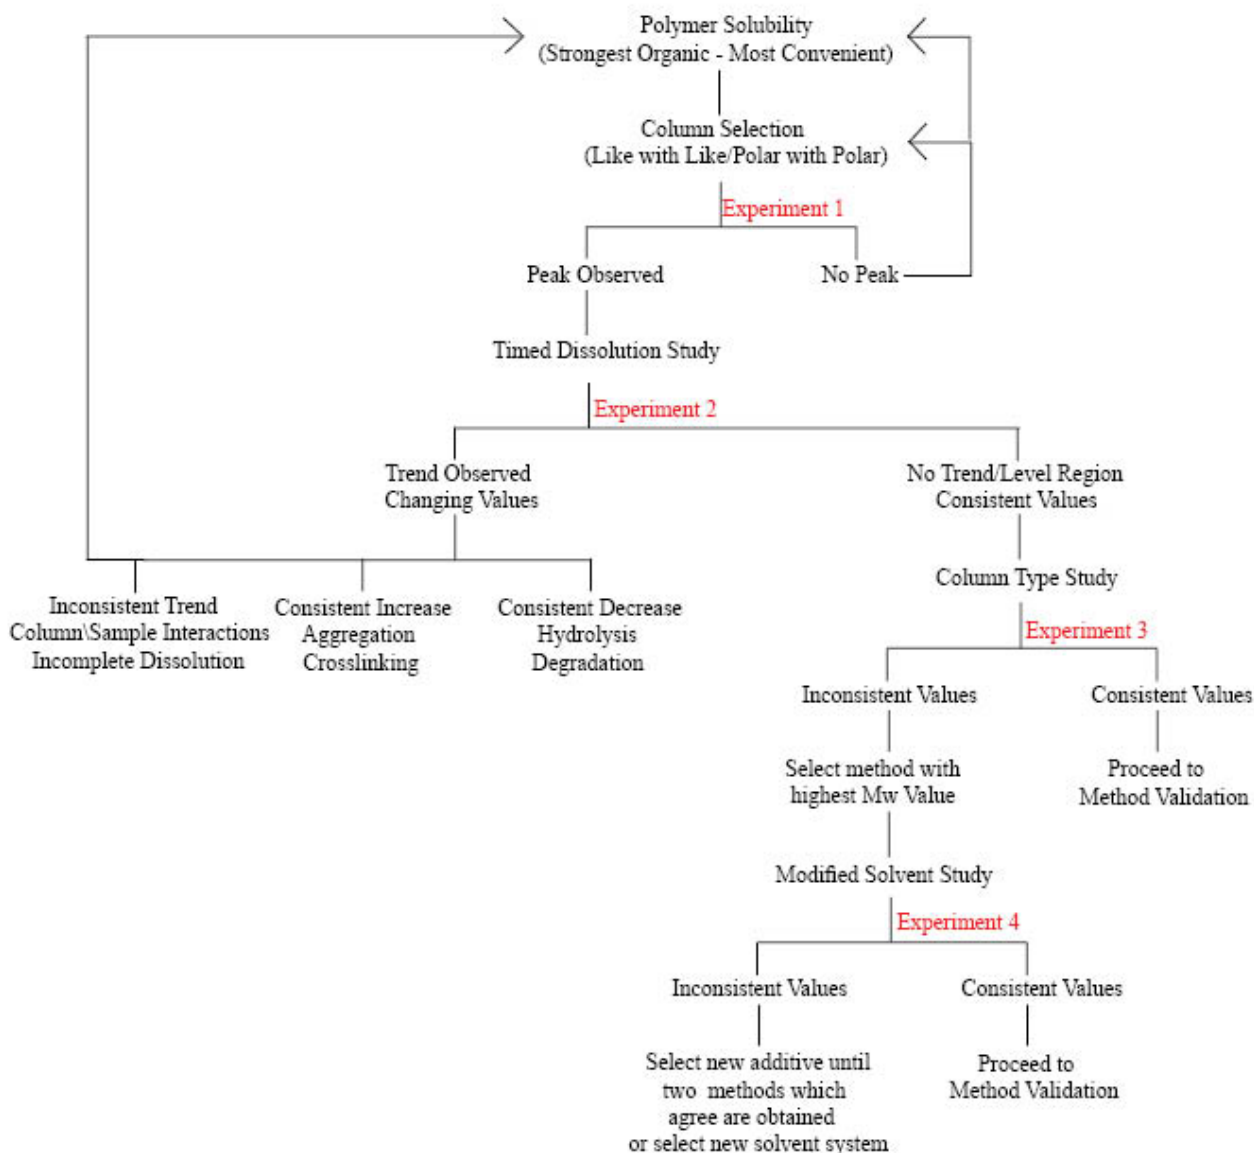 Polymer Solubility
(Strongest Organic - Most Convenient)
Column Selection
(Like with Like/Polar with Polar)
Experiment 1
Peak Observed
No Peak
Timed Dissolution Study
Experiment 2
Trend Observed
Changing Values
No Trend/Level Region
Consistent Values
Inconsistent Trend
Column\Sample Interactions
Incomplete Dissolution
Consistent Increase
Aggregation
Crosslinking
Consistent Decrease
Hydrolysis
Degradation
Column Type Study
Experiment 3
Inconsistent Values
Consistent Values
Select method with
highest Mw Value
Proceed to
Method Validation
Modified Solvent Study
Experiment 4
Inconsistent Values
Consistent Values
Select new additive until
two methods which
agree are obtained
or select new solvent system
Proceed to
Method Validation